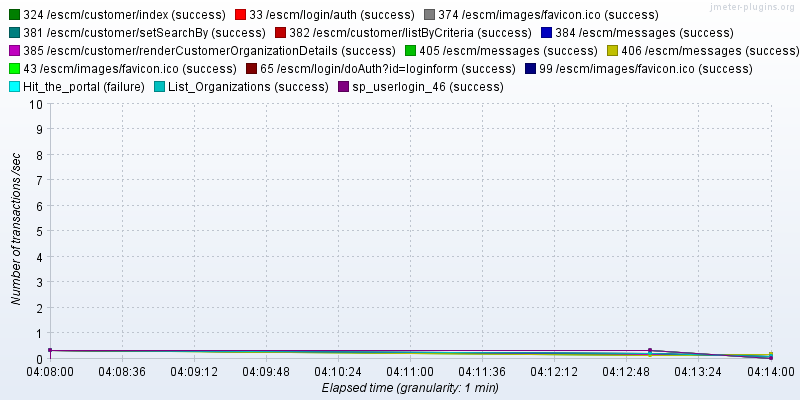 324 /escm/customer/index (success) 33 /escm/login/auth (success) 374 /escm/images/favicon.ico (success)
jmeter-plugins.org
381 /escm/customer/setSearchBy (success) 382 /escm/customer/listByCriteria (success) 384 /escm/messages (success)
385 /escm/customer/renderCustomerOrganizationDetails (success) 405 /escm/messages (success) 406 /escm/messages (success)
43 /escm/images/favicon.ico (success) 65 /escm/login/doAuth?id=loginform (success) 99 /escm/images/favicon.ico (success)
Hit_the_portal (failure) List_Organizations (success) sp_userlogin_46 (success)
Number of transactions /sec
10
9
8
7
6
5
4
3
2
1
0
04:08:00 04:08:36 04:09:12 04:09:48 04:10:24 04:11:00 04:11:36 04:12:12 04:12:48 04:13:24 04:14:00
Elapsed time (granularity: 1 min)